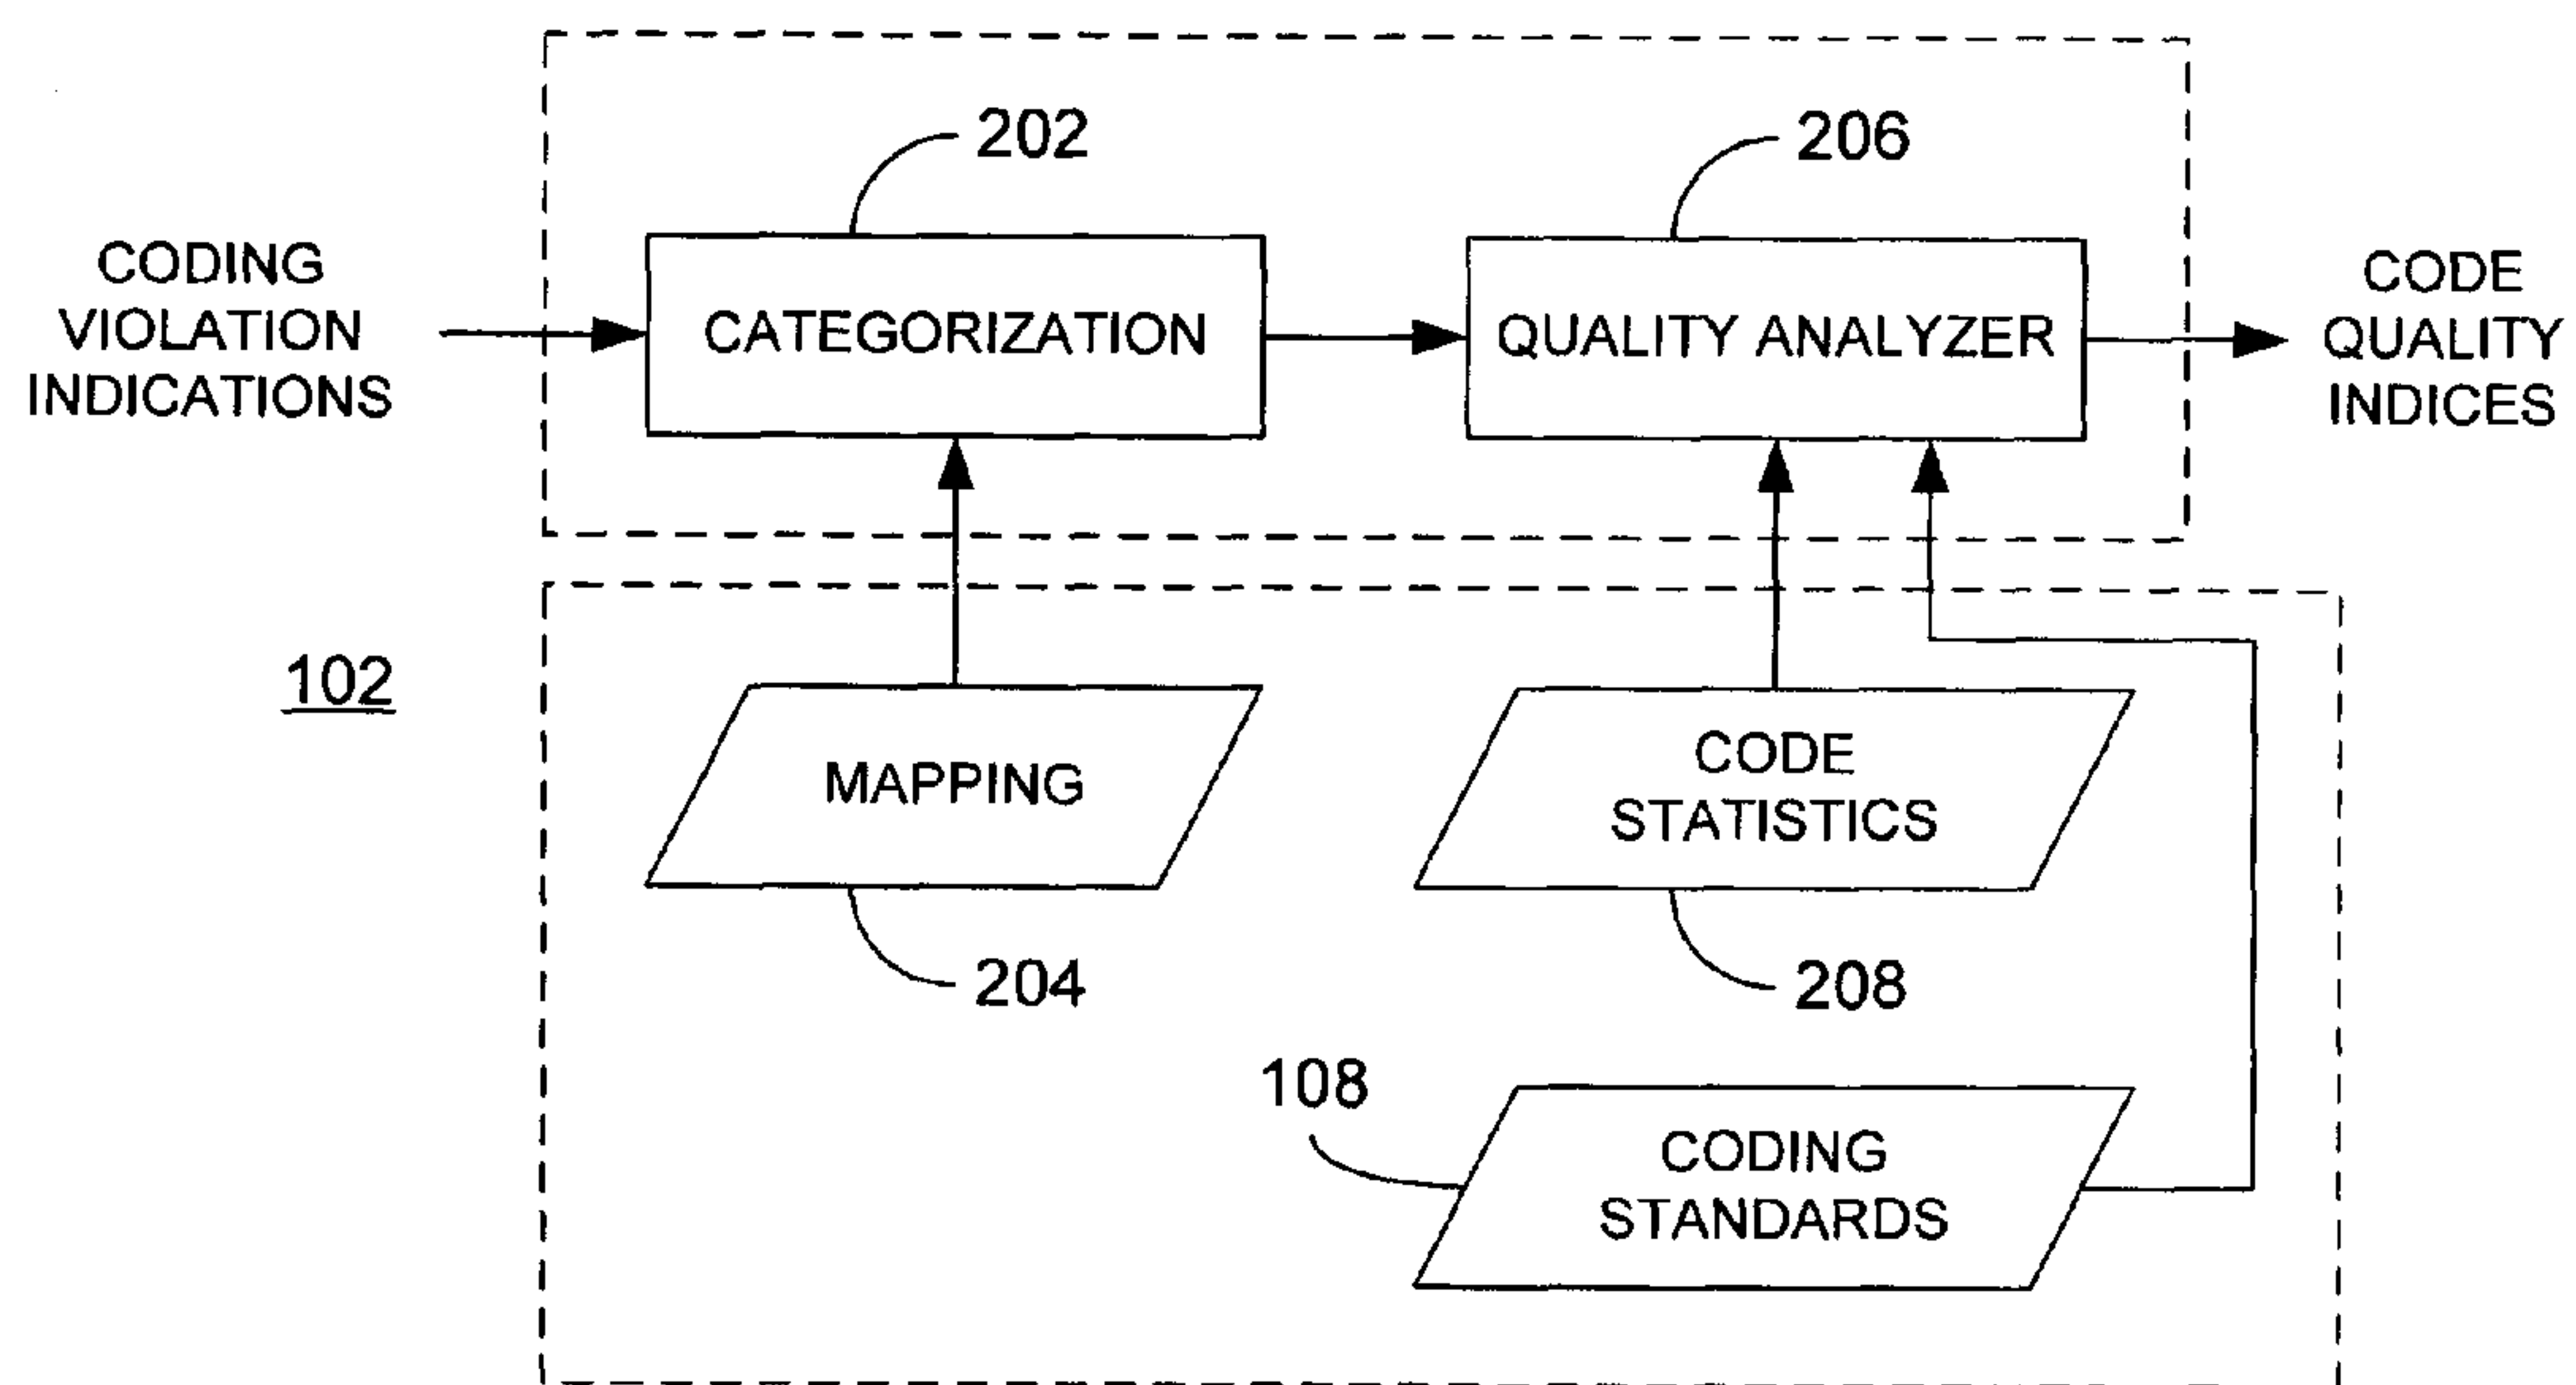 202
206
CODING
VIOLATION
INDICATIONS
CATEGORIZATION
QUALITY ANALYZER
CODE
QUALITY
INDICES
102
MAPPING
CODE
STATISTICS
204
208
108
CODING
STANDARDS